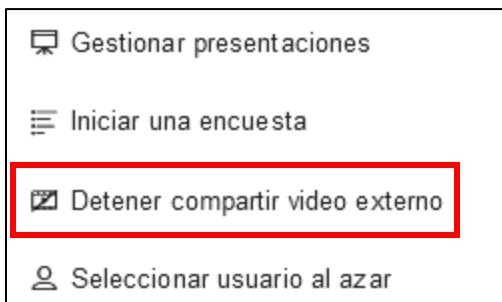 Gestionar presentaciones
Iniciar una encuesta
Detener compartir video externo
Seleccionar usuario al azar